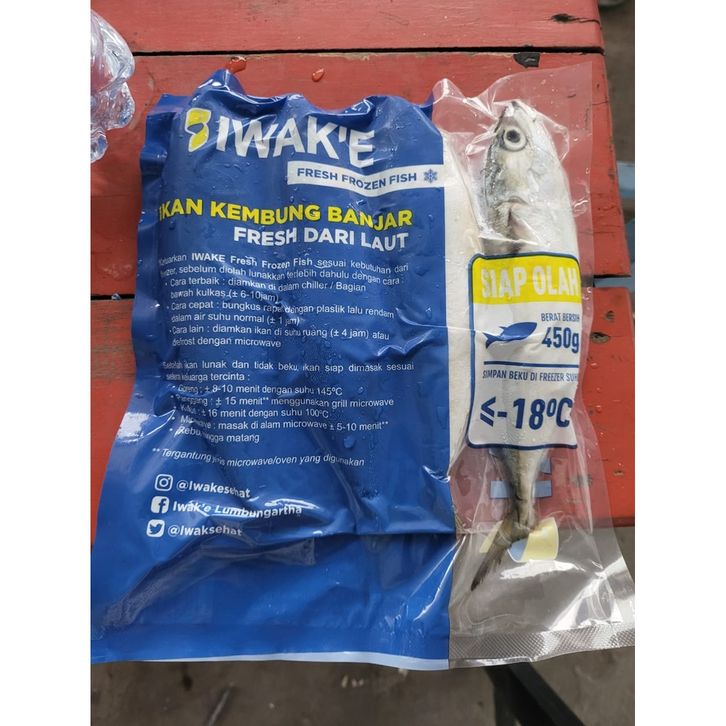 IWAK'E
FRESH FROZEN FISH
IKAN KEMBUNG BANJAR
FRESH DARI LAUT
IWAKE Fresh Frozen Fish sesuai kebutuhan dari
sebelum diolah lunakkan terlebih dahulu dengan cara :
Cara terbaik : diamkan di dalam chiller / Bagian
bawah kulkas (± 6-10jam)
Cara cepat : bungkus rapat dengan plastik lalu rendam
dalam air suhu normal (± 1 jam)
Cara lain : diamkan ikan di suhu ruang (± 4 jam) atau
defrost dengan microwave
ikan lunak dan tidak beku, ikan siap dimasak sesuai
selera keluarga tercinta :
± 8-10 menit dengan suhu 145ºC
: ± 15 menit** menggunakan grill microwave
: ±16 menit dengan suhu 100ºC
: masak di dalam microwave ± 5-10 menit**
matang
** Tergantung jenis microwave/oven yang digunakan
@Iwakesehat
Iwak'e Lumbungartha
@Iwaksehat
SIAP OLAH
BERAT BERSIH
450g
SIMPAN BEKU DI FREEZER SUHU
≤-18ºC